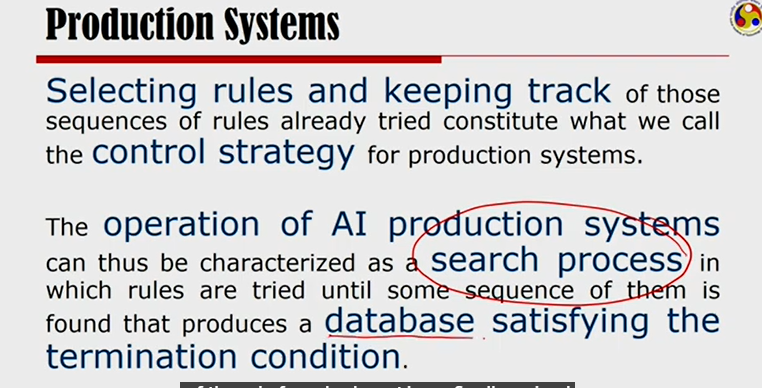 Production Systems
Selecting rules and keeping track of those
sequences of rules already tried constitute what we call
the control strategy for production systems.
The operation of AI production systems
can thus be characterized as a search process in
which rules are tried until some sequence of them is
found that produces a database satisfying the
termination condition.